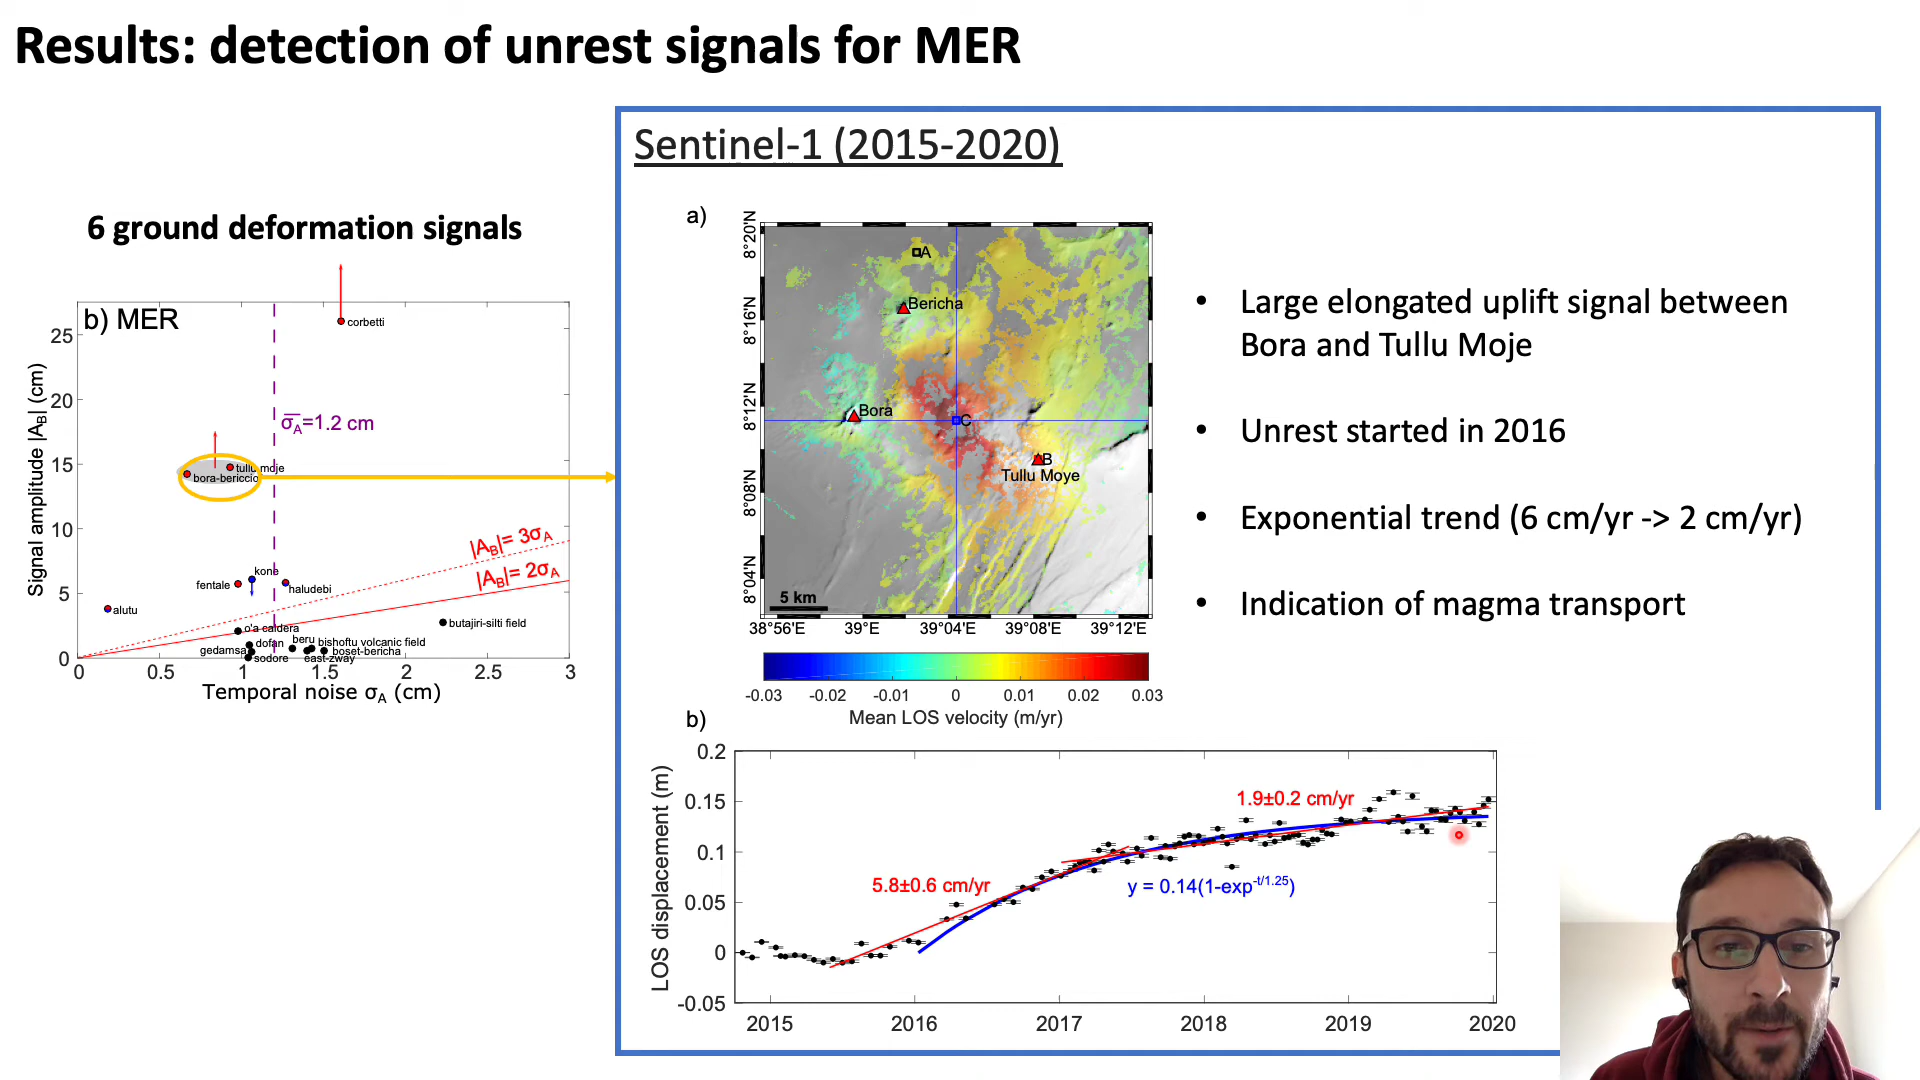 Results: detection of unrest signals for MER
6 ground deformation signals
b) MER
Signal amplitude |AB| (cm)
25
20
15
10
5
0
corbetti
σA=1.2 cm
tullu moje
bora-bericcio
|AB|= 3σA
|AB|= 2σA
kone
fentale
haludebi
alutu
butajiri-silti field
o'a caldera
dofan
beru
bishoftu volcanic field
gedamsa
boset-bericha
sodore
east-zway
0
0.5
1
1.5
2
2.5
3
Temporal noise σA (cm)
Sentinel-1 (2015-2020)
a)
8°20'N
8°16'N
8°12'N
8°08'N
8°04'N
A
Bericha
Bora
C
B
Tullu Moye
5 km
38°56'E
39°E
39°04'E
39°08'E
39°12'E
-0.03
-0.02
-0.01
0
0.01
0.02
0.03
Mean LOS velocity (m/yr)
• Large elongated uplift signal between
Bora and Tullu Moje
• Unrest started in 2016
• Exponential trend (6 cm/yr -> 2 cm/yr)
• Indication of magma transport
b)
LOS displacement (m)
0.2
0.15
0.1
0.05
0
-0.05
5.8±0.6 cm/yr
1.9±0.2 cm/yr
y = 0.14(1-exp-t/1.25)
2015
2016
2017
2018
2019
2020